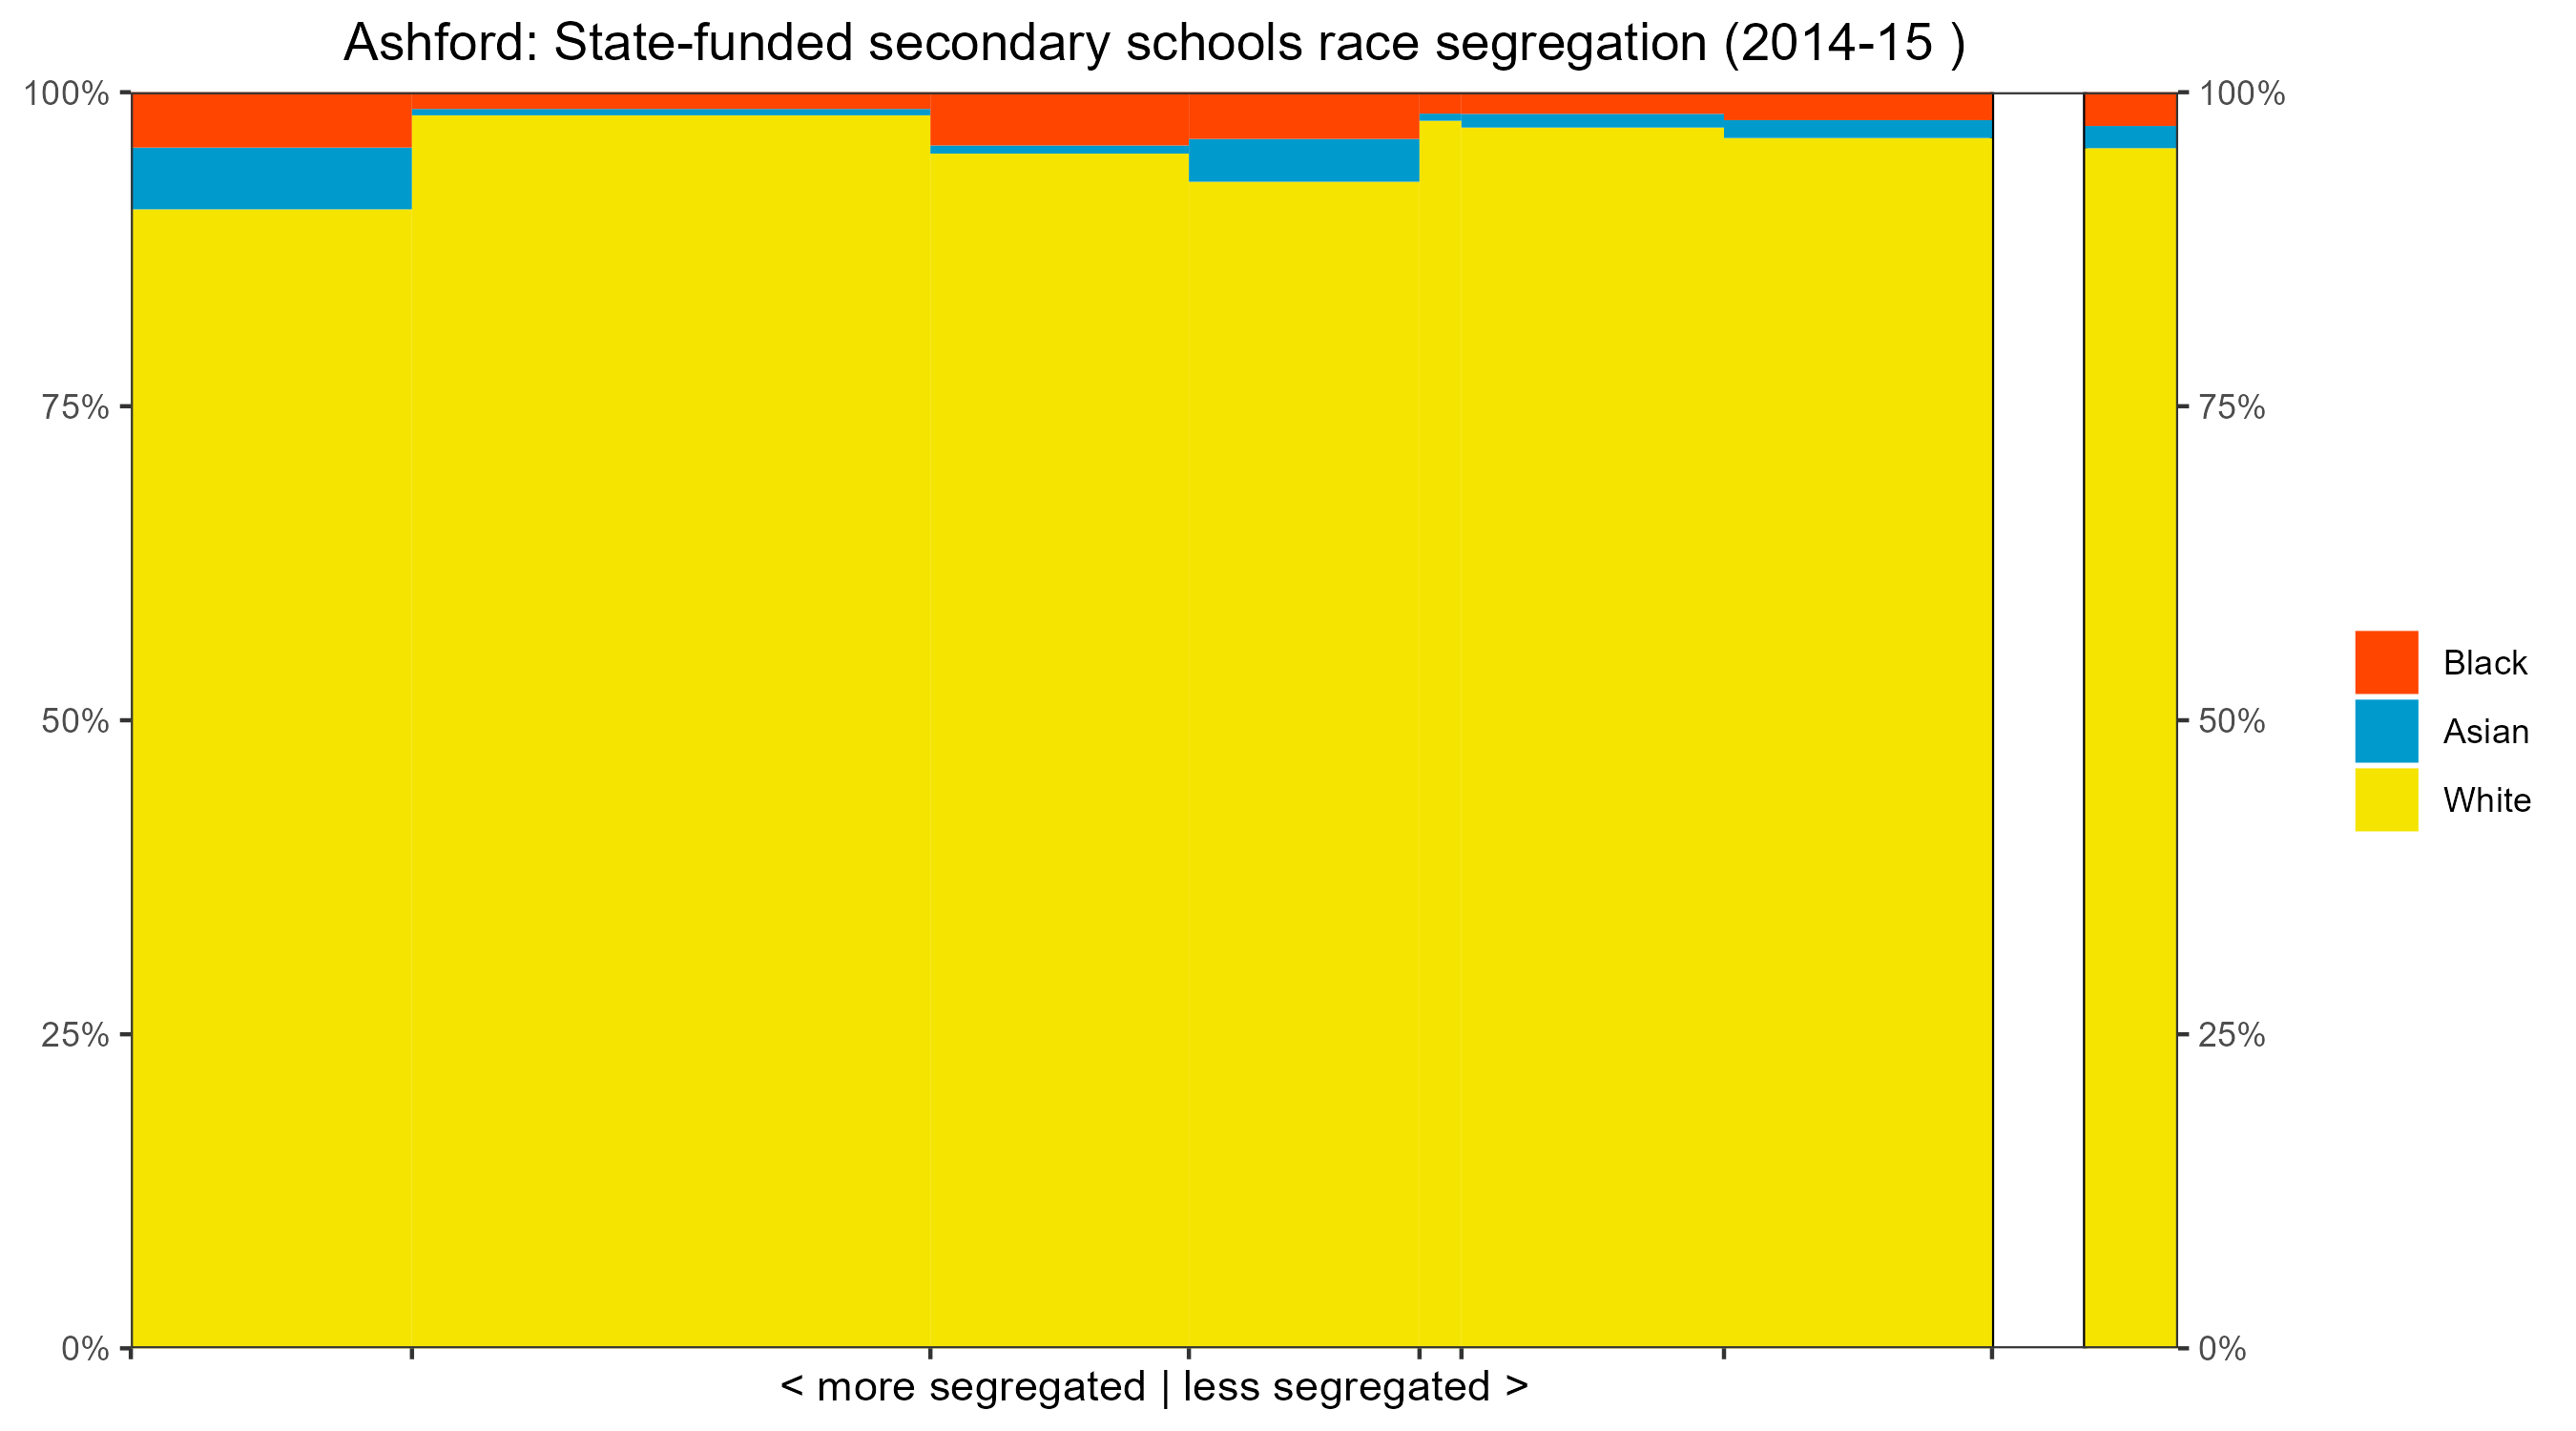 Ashford: State-funded secondary schools race segregation (2014-15 )
100%
75%
50%
25%
0%
100%
75%
50%
25%
0%
Black
Asian
White
< more segregated | less segregated >